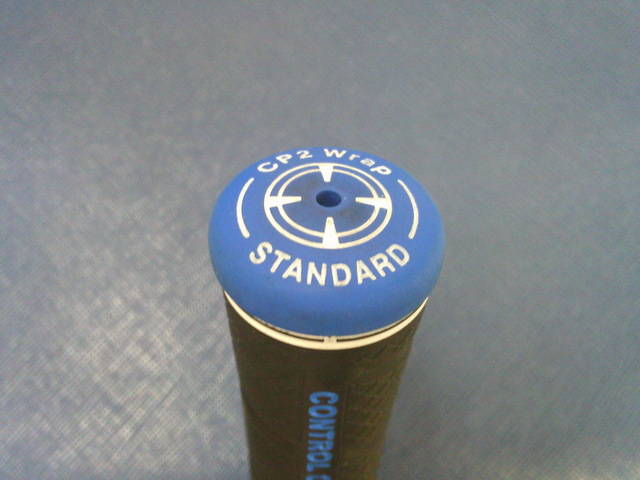 CP2 Wrap
STANDARD
CONTROL